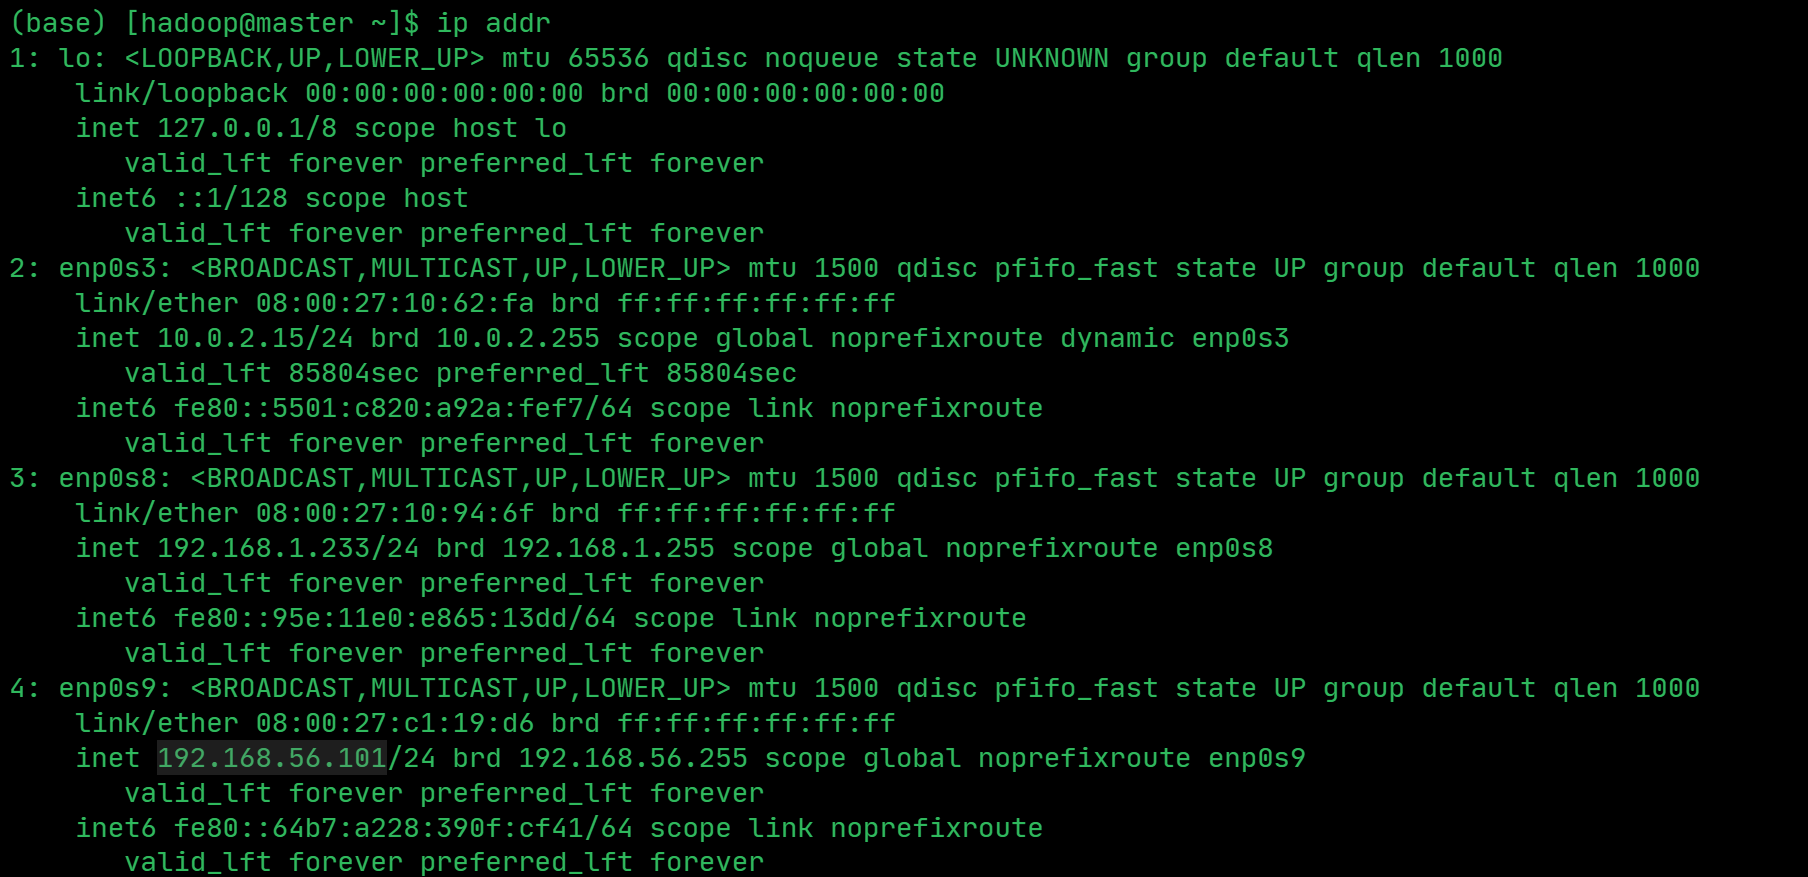 (base) [hadoop@master ~]$ ip addr
1: lo: <LOOPBACK,UP,LOWER_UP> mtu 65536 qdisc noqueue state UNKNOWN group default qlen 1000
    link/loopback 00:00:00:00:00:00 brd 00:00:00:00:00:00
    inet 127.0.0.1/8 scope host lo
       valid_lft forever preferred_lft forever
    inet6 ::1/128 scope host
       valid_lft forever preferred_lft forever
2: enp0s3: <BROADCAST,MULTICAST,UP,LOWER_UP> mtu 1500 qdisc pfifo_fast state UP group default qlen 1000
    link/ether 08:00:27:10:62:fa brd ff:ff:ff:ff:ff:ff
    inet 10.0.2.15/24 brd 10.0.2.255 scope global noprefixroute dynamic enp0s3
       valid_lft 85804sec preferred_lft 85804sec
    inet6 fe80::5501:c820:a92a:fef7/64 scope link noprefixroute
       valid_lft forever preferred_lft forever
3: enp0s8: <BROADCAST,MULTICAST,UP,LOWER_UP> mtu 1500 qdisc pfifo_fast state UP group default qlen 1000
    link/ether 08:00:27:10:94:6f brd ff:ff:ff:ff:ff:ff
    inet 192.168.1.233/24 brd 192.168.1.255 scope global noprefixroute enp0s8
       valid_lft forever preferred_lft forever
    inet6 fe80::95e:11e0:e865:13dd/64 scope link noprefixroute
       valid_lft forever preferred_lft forever
4: enp0s9: <BROADCAST,MULTICAST,UP,LOWER_UP> mtu 1500 qdisc pfifo_fast state UP group default qlen 1000
    link/ether 08:00:27:c1:19:d6 brd ff:ff:ff:ff:ff:ff
    inet 192.168.56.101/24 brd 192.168.56.255 scope global noprefixroute enp0s9
       valid_lft forever preferred_lft forever
    inet6 fe80::64b7:a228:390f:cf41/64 scope link noprefixroute
       valid_lft forever preferred_lft forever